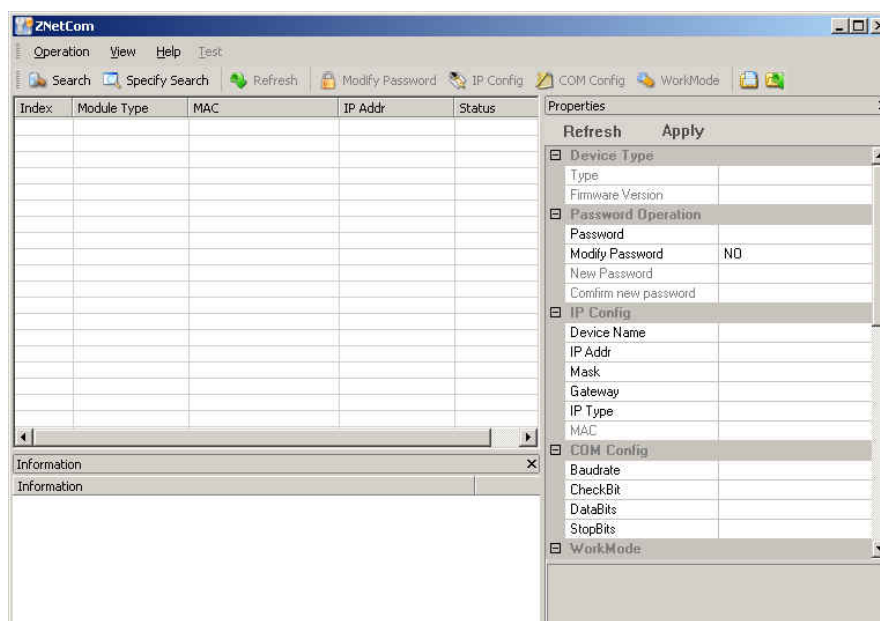 ZNetCom
Operation View Help Test
Search Specify Search Refresh Modify Password IP Config COM Config WorkMode
Index Module Type MAC IP Addr Status
Information
Information
Properties
Refresh Apply
Device Type
Type
Firmware Version
Password Operation
Password
Modify Password NO
New Password
Comfirm new password
IP Config
Device Name
IP Addr
Mask
Gateway
IP Type
MAC
COM Config
Baudrate
CheckBit
DataBits
StopBits
WorkMode